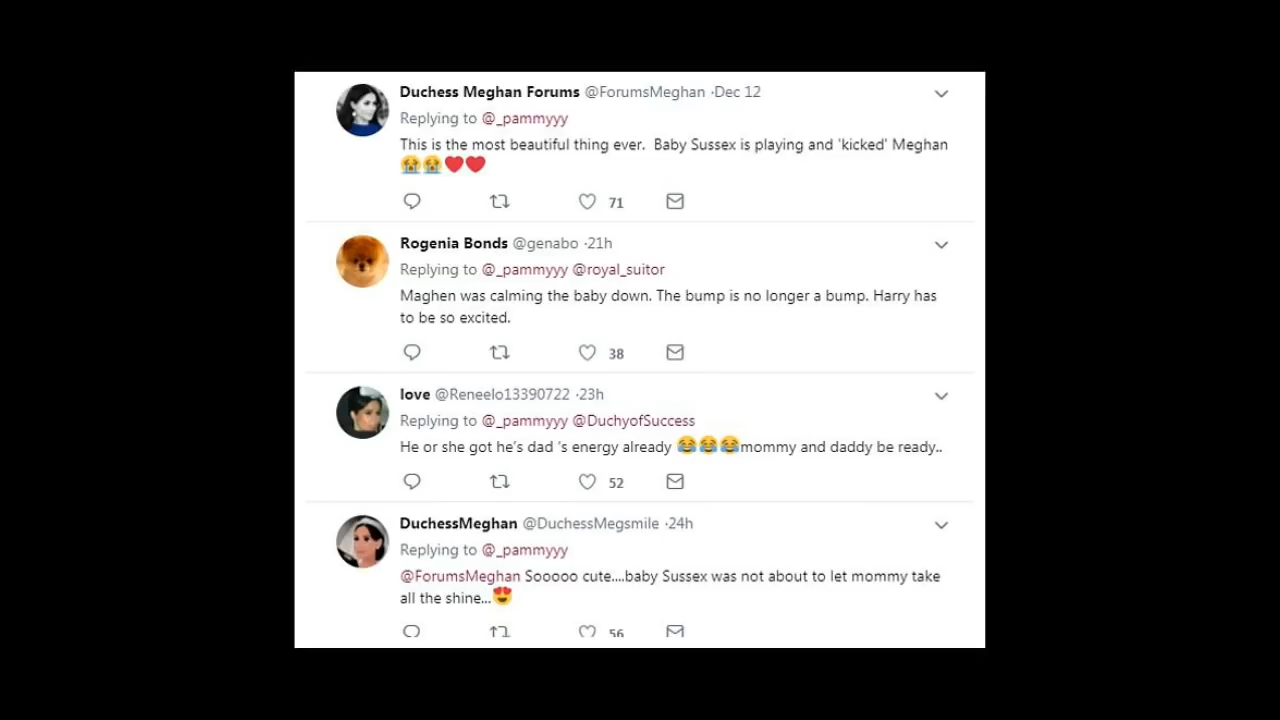 Duchess Meghan Forums @ForumsMeghan ·Dec 12
Replying to @_pammyyy
This is the most beautiful thing ever.  Baby Sussex is playing and 'kicked' Meghan
😭😭❤️❤️
71
Rogenia Bonds @genabo ·21h
Replying to @_pammyyy @royal_suitor
Maghen was calming the baby down. The bump is no longer a bump. Harry has
to be so excited.
38
love @Reneelo13390722 ·23h
Replying to @_pammyyy @DuchyofSuccess
He or she got he's dad 's energy already 😂😂😂mommy and daddy be ready..
52
DuchessMeghan @DuchessMegsmile ·24h
Replying to @_pammyyy
@ForumsMeghan Sooooo cute....baby Sussex was not about to let mommy take
all the shine...😍
56